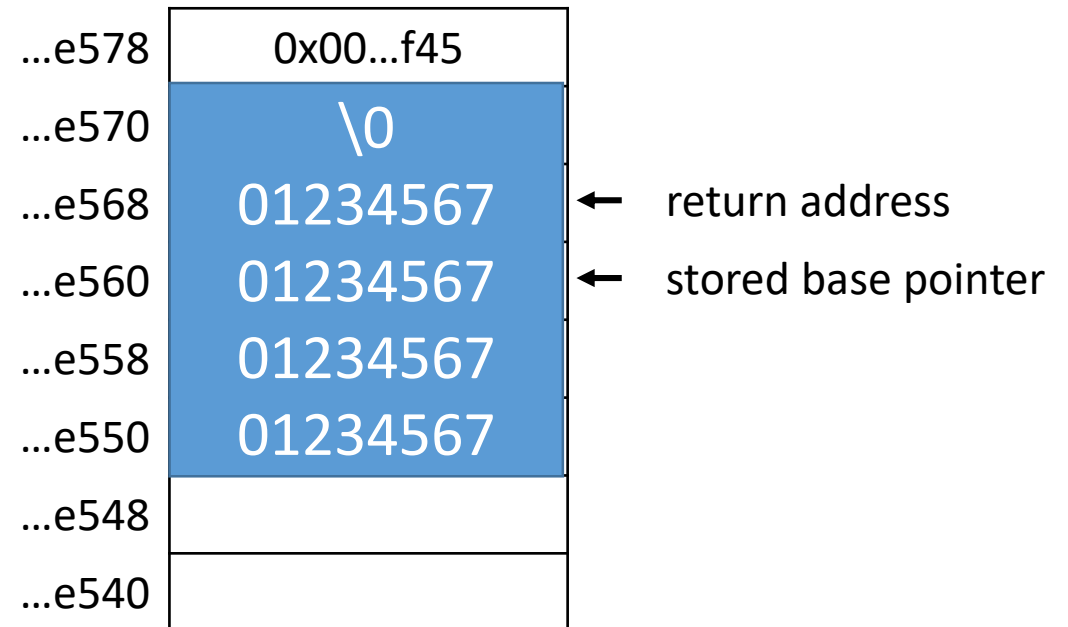 …e578 0x00…f45
…e570 \0
…e568 01234567 ← return address
…e560 01234567 ← stored base pointer
…e558 01234567
…e550 01234567
…e548
…e540